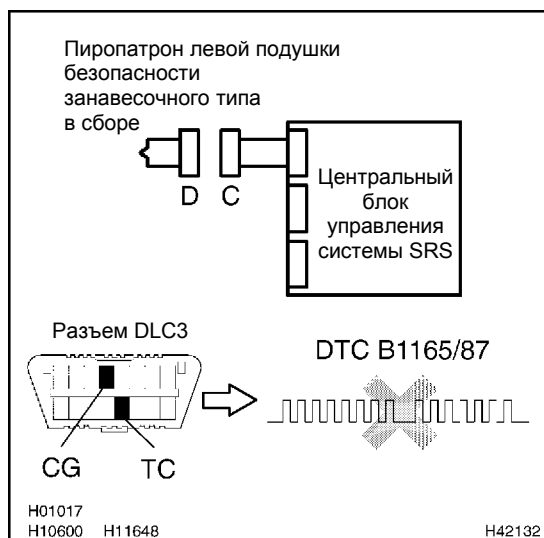 Пиропатрон левой подушки
безопасности
занавесочного типа
в сборе
D C
Центральный
блок
управления
системы SRS
Разъем DLC3
DTC B1165/87
CG TC
H01017
H10600 H11648 H42132